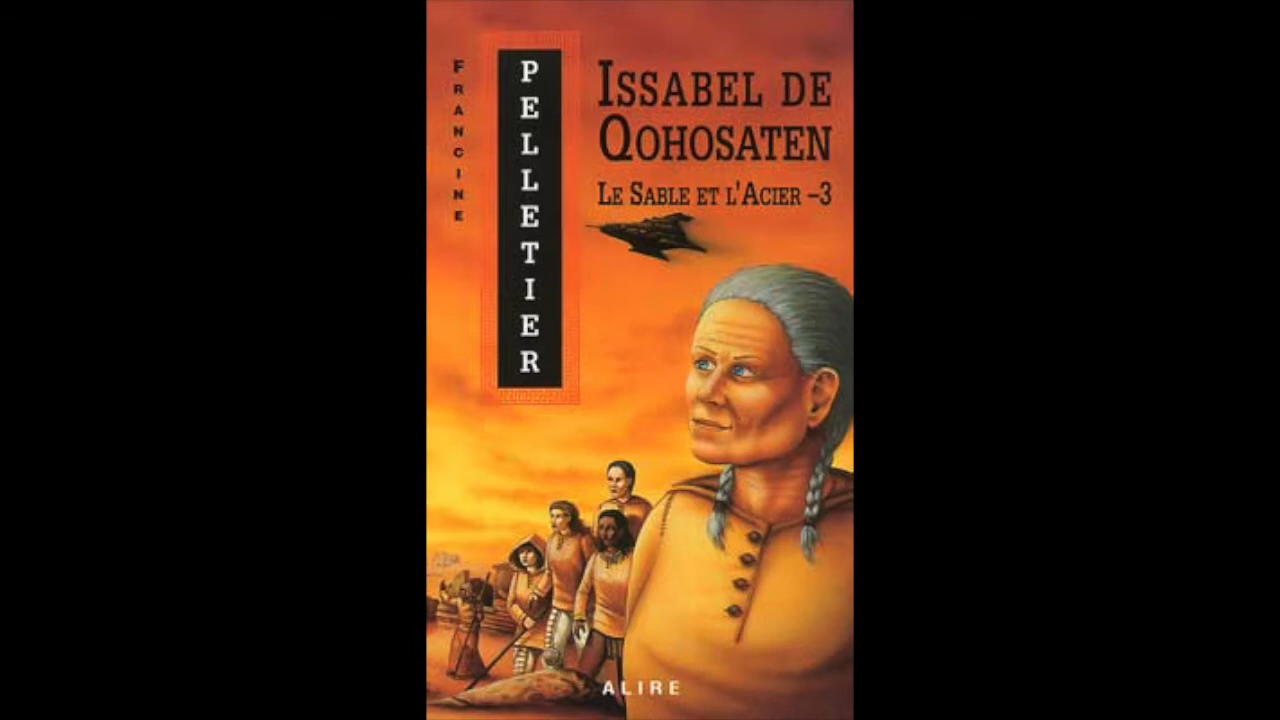 FRANCINE
PELLETIER
ISSABEL DE
QOHOSATEN
LE SABLE ET L'ACIER –3
ALIRE